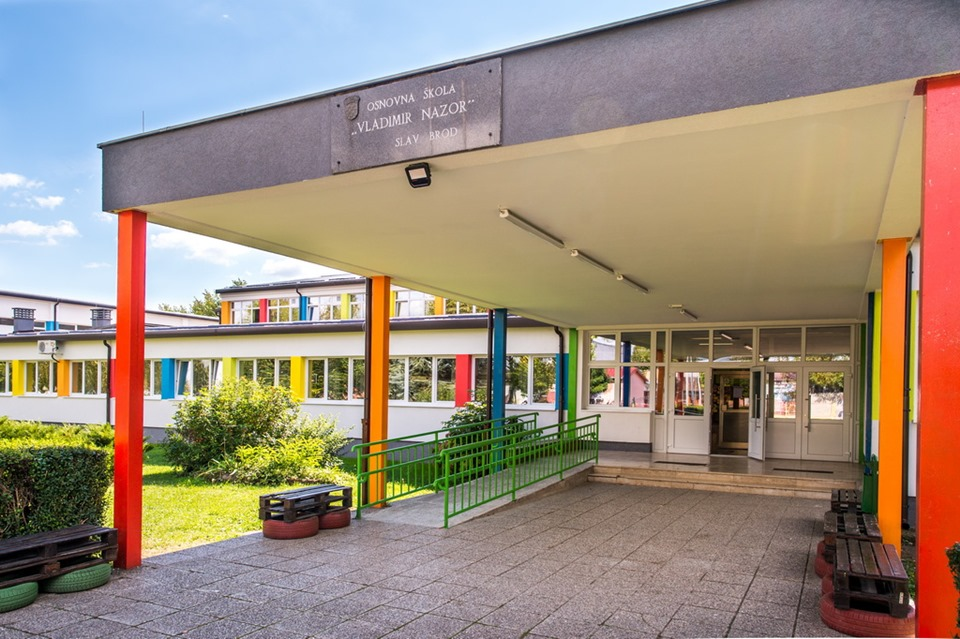 OSNOVNA ŠKOLA
„VLADIMIR NAZOR”
SLAV BROD